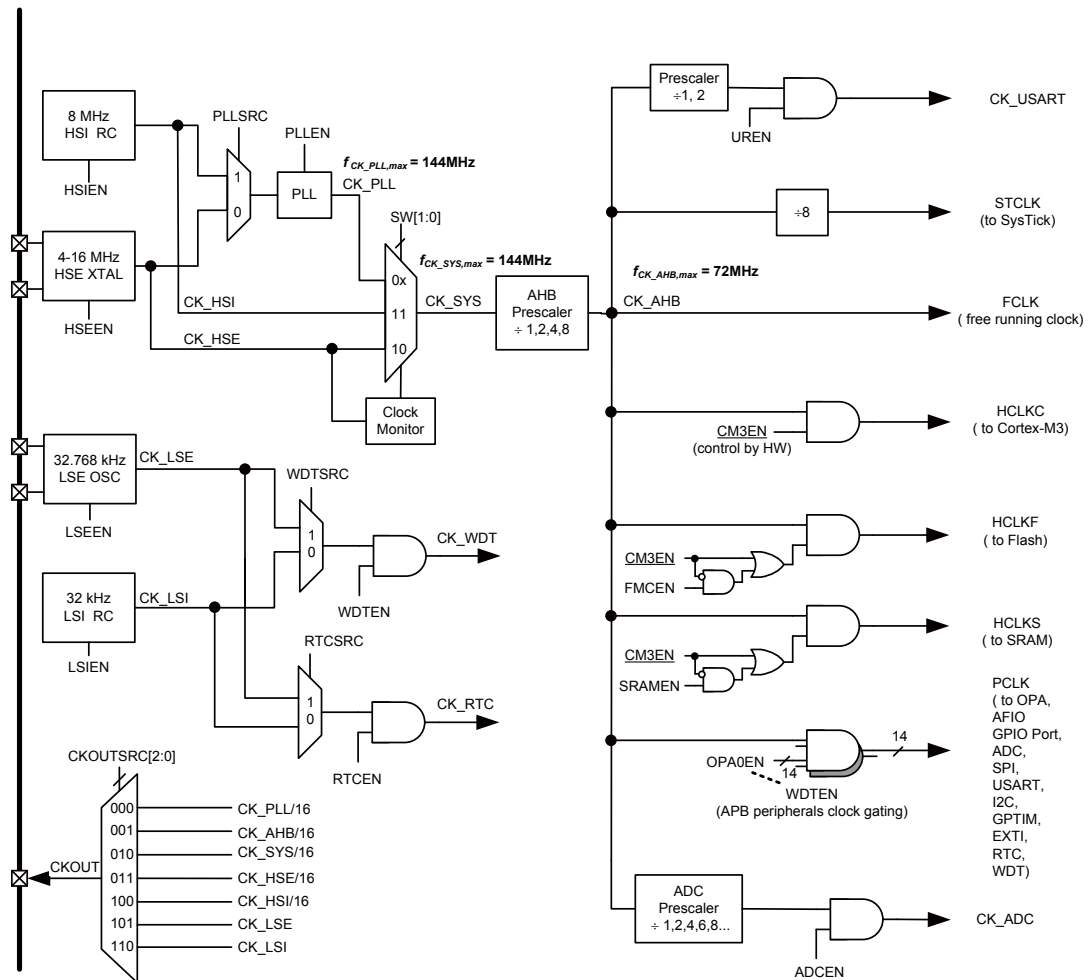 8 MHz
HSI RC
HSIEN
PLLSRC
1
0
PLLEN
PLL
fCK_PLL,max = 144MHz
CK_PLL
4-16 MHz
HSE XTAL
HSEEN
CK_HSI
CK_HSE
SW[1:0]
0x
11
10
fCK_SYS,max = 144MHz
CK_SYS
Clock
Monitor
AHB
Prescaler
÷ 1,2,4,8
fCK_AHB,max = 72MHz
CK_AHB
32.768 kHz
LSE OSC
LSEEN
CK_LSE
WDTSRC
1
0
CK_WDT
WDTEN
32 kHz
LSI RC
LSIEN
CK_LSI
RTCSRC
1
0
CK_RTC
RTCEN
CKOUTSRC[2:0]
CKOUT
000 CK_PLL/16
001 CK_AHB/16
010 CK_SYS/16
011 CK_HSE/16
100 CK_HSI/16
101 CK_LSE
110 CK_LSI
Prescaler
÷1, 2
UREN
CK_USART
÷8
STCLK
(to SysTick)
FCLK
( free running clock)
CM3EN
(control by HW)
HCLKC
( to Cortex-M3)
CM3EN
FMCEN
HCLKF
( to Flash)
CM3EN
SRAMEN
HCLKS
( to SRAM)
OPA0EN
14
WDTEN
(APB peripherals clock gating)
14
PCLK
( to OPA,
AFIO
GPIO Port,
ADC,
SPI,
USART,
I2C,
GPTIM,
EXTI,
RTC,
WDT)
ADC
Prescaler
÷ 1,2,4,6,8...
ADCEN
CK_ADC